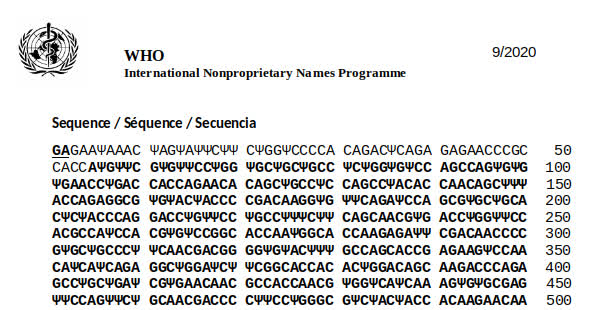 WHO
International Nonproprietary Names Programme
9/2020
Sequence / Séquence / Secuencia
GAGAAΨAAAC ΨAGΨAΨΨCΨΨ CΨGGΨCCCCA CAGACΨCAGA GAGAACCCGC 50
CACCAΨGΨΨC GΨGΨΨCCΨGG ΨGCΨGCΨGCC ΨCΨGGΨGΨCC AGCCAGΨGΨG 100
ΨGAACCΨGAC CACCAGAACA CAGCΨGCCΨC CAGCCΨACAC CAACAGCΨΨΨ 150
ACCAGAGGCG ΨGΨACΨACCC CGACAAGGΨG ΨΨCAGAΨCCA GCGΨGCΨGCA 200
CΨCΨACCCAG GACCΨGΨΨCC ΨGCCΨΨΨCΨΨ CAGCAACGΨG ACCΨGGΨΨCC 250
ACGCCAΨCCA CGΨGΨCCGGC ACCAAΨGGCA CCAAGAGAΨΨ CGACAACCCC 300
GΨGCΨGCCCΨ ΨCAACGACGG GGΨGΨACΨΨΨ GCCAGCACCG AGAAGΨCCAA 350
CAΨCAΨCAGA GGCΨGGAΨCΨ ΨCGGCACCAC ACΨGGACAGC AAGACCCAGA 400
GCCΨGCΨGAΨ CGΨGAACAAC GCCACCAACG ΨGGΨCAΨCAA AGΨGΨGCGAG 450
ΨΨCCAGΨΨCΨ GCAACGACCC CΨΨCCΨGGGC GΨCΨACΨACC ACAAGAACAA 500